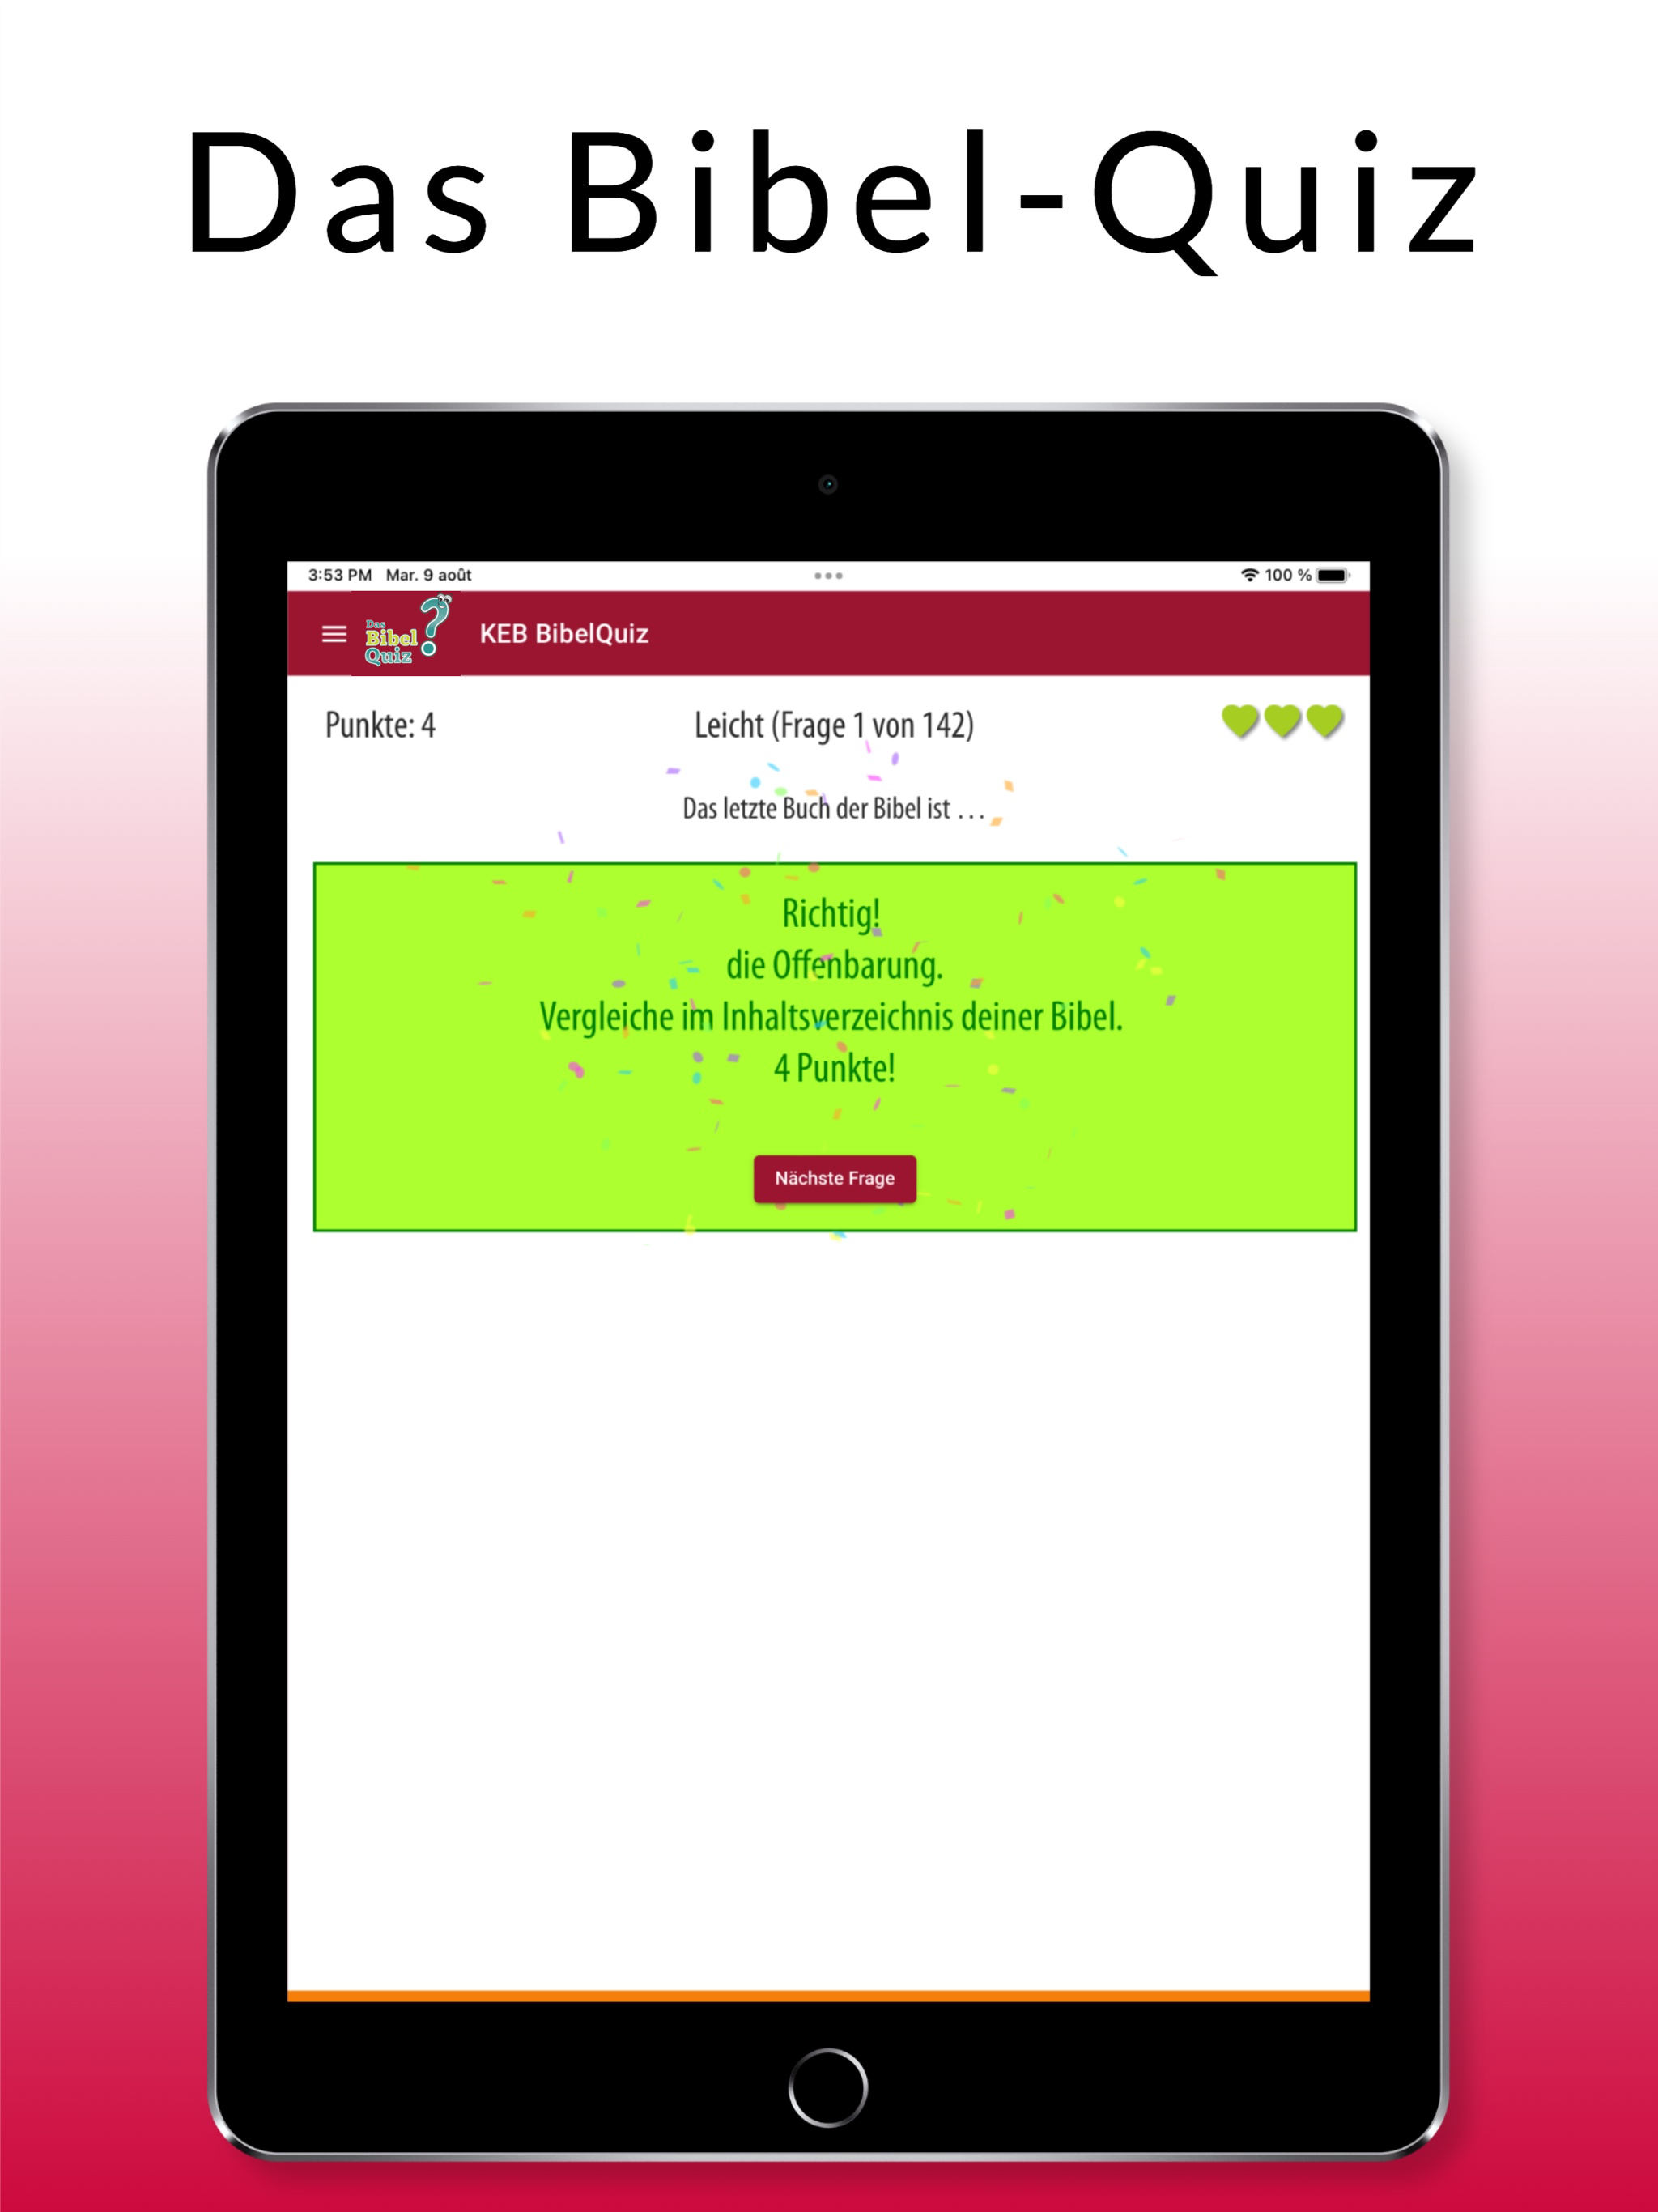 Das Bibel-Quiz
3:53 PM Mar. 9 août
100 %
Das
Bibel
Quiz
?
KEB BibelQuiz
Punkte: 4
Leicht (Frage 1 von 142)
Das letzte Buch der Bibel ist . . .
Richtig!
die Offenbarung.
Vergleiche im Inhaltsverzeichnis deiner Bibel.
4 Punkte!
Nächste Frage